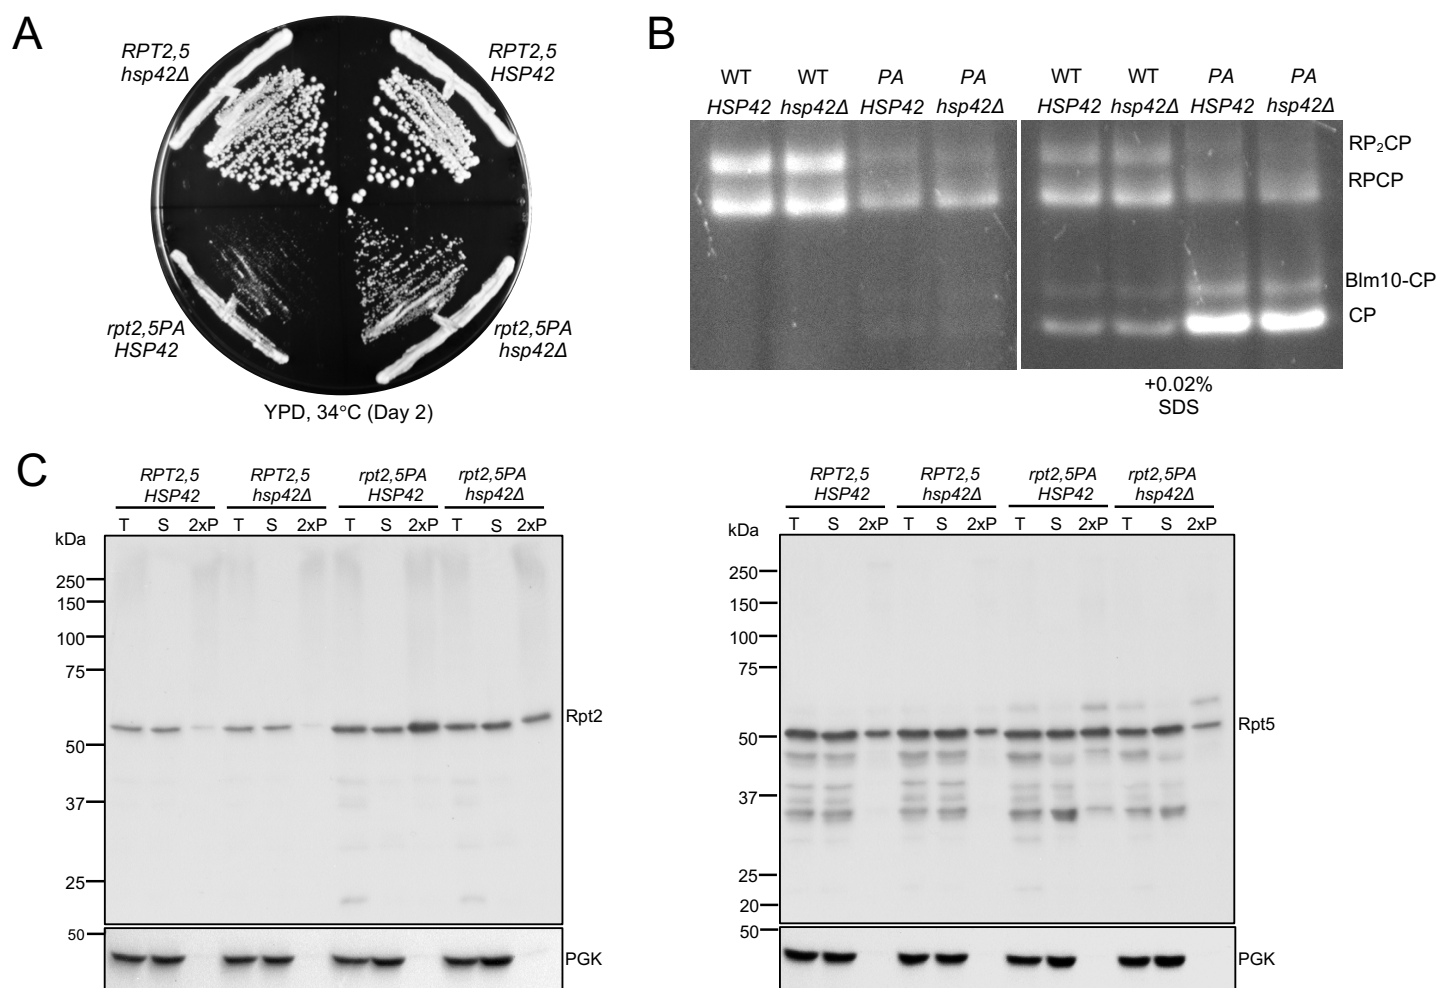 A
RPT2,5
hsp42Δ
RPT2,5
HSP42
rpt2,5PA
HSP42
rpt2,5PA
hsp42Δ
YPD, 34°C (Day 2)
B
WT WT PA PA
HSP42 hsp42Δ HSP42 hsp42Δ
WT WT PA PA
HSP42 hsp42Δ HSP42 hsp42Δ
RP₂CP
RPCP
Blm10-CP
CP
+0.02%
SDS
C
RPT2,5 RPT2,5 rpt2,5PA rpt2,5PA
HSP42 hsp42Δ HSP42 hsp42Δ
T S 2xP T S 2xP T S 2xP T S 2xP
kDa
250
150
100
75
Rpt2
50
37
25
50
PGK
RPT2,5 RPT2,5 rpt2,5PA rpt2,5PA
HSP42 hsp42Δ HSP42 hsp42Δ
T S 2xP T S 2xP T S 2xP T S 2xP
kDa
250
150
100
75
Rpt5
50
37
25
20
50
PGK